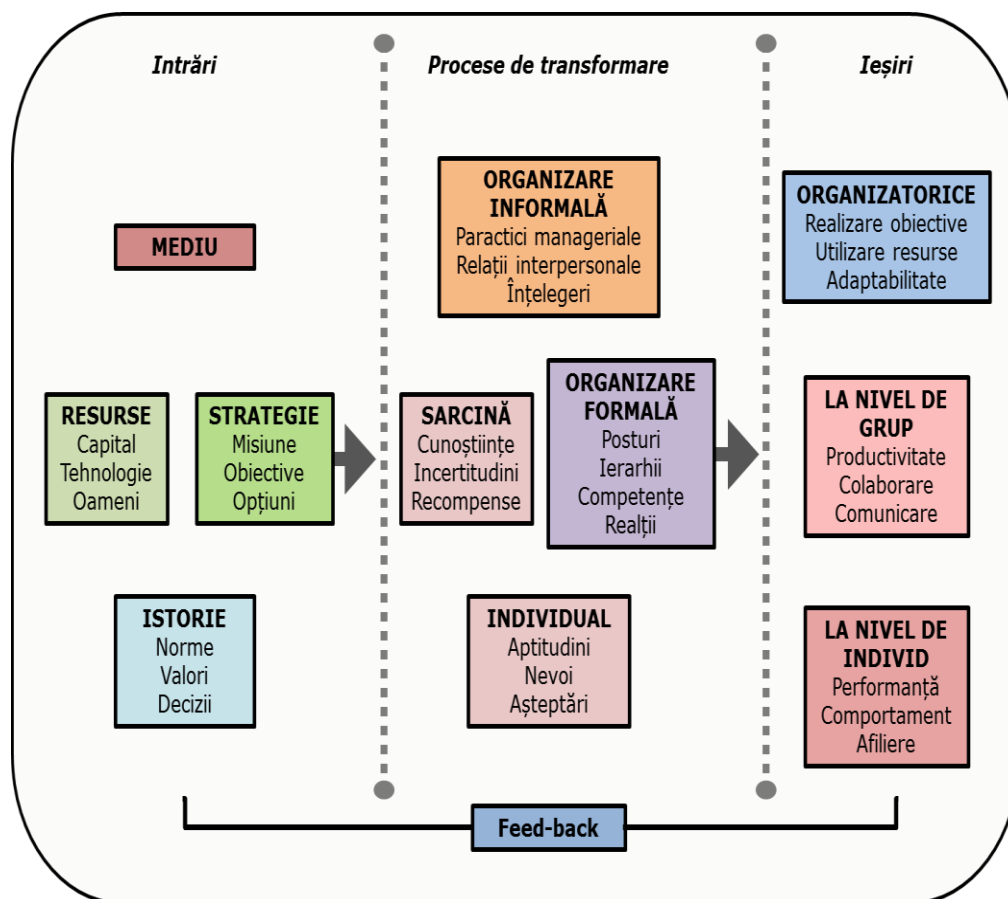 Intrări
Procese de transformare
Ieșiri
MEDIU
ORGANIZARE
INFORMALĂ
Paractici manageriale
Relații interpersonale
Înțelegeri
ORGANIZATORICE
Realizare obiective
Utilizare resurse
Adaptabilitate
RESURSE
Capital
Tehnologie
Oameni
STRATEGIE
Misiune
Obiective
Opțiuni
SARCINĂ
Cunoștiințe
Incertitudini
Recompense
ORGANIZARE
FORMALĂ
Posturi
Ierarhii
Competențe
Realții
LA NIVEL DE
GRUP
Productivitate
Colaborare
Comunicare
ISTORIE
Norme
Valori
Decizii
INDIVIDUAL
Aptitudini
Nevoi
Așteptări
LA NIVEL DE
INDIVID
Performanță
Comportament
Afiliere
Feed-back